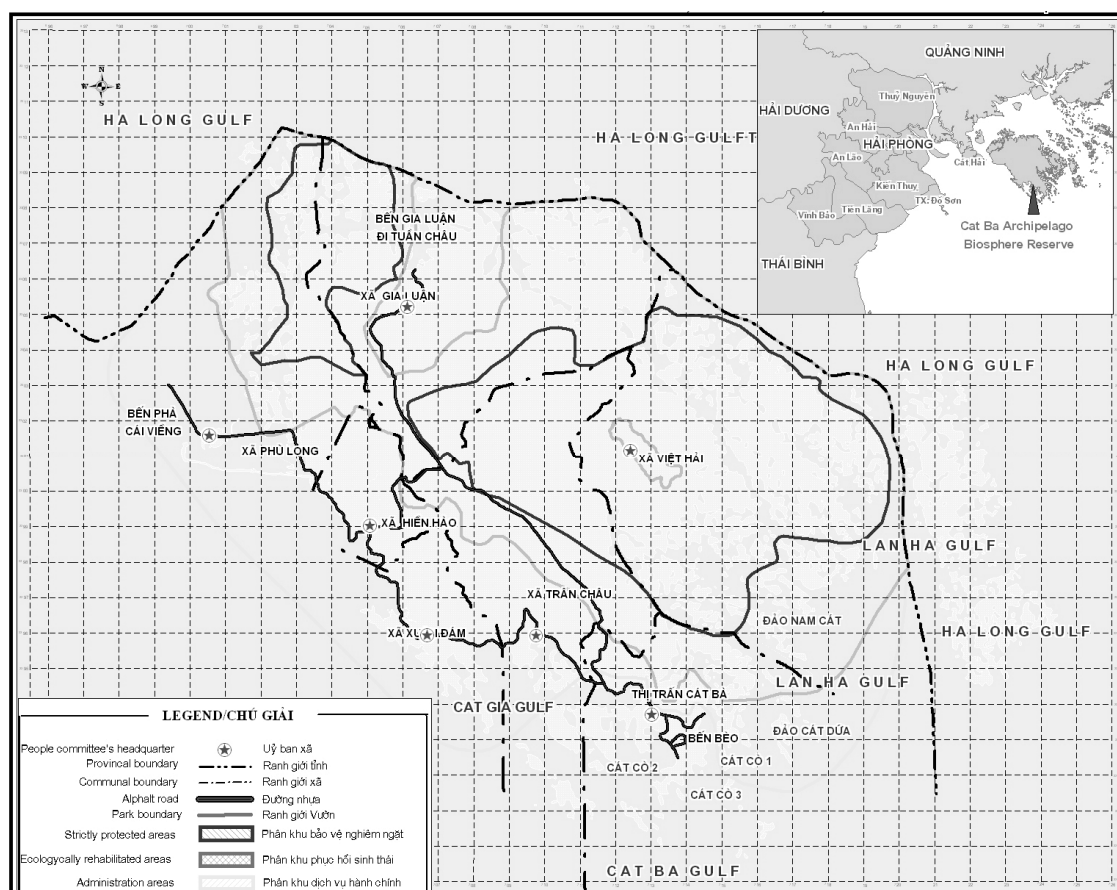 N
W E
S
HA LONG GULF
HA LONG GULFT
BẾN GIA LUẬN
ĐI TUẦN CHÂU
XÃ GIA LUẬN
QUẢNG NINH
Thuỷ Nguyên
HẢI DƯƠNG
An Hải
HẢI PHÒNG
An Lão
Cát Hải
Kiến Thuỵ
TX. Đồ Sơn
Tiên Lãng
Vĩnh Bảo
THÁI BÌNH
Cat Ba Archipelago
Biosphere Reserve
HA LONG GULF
BẾN PHÀ
CÁI VIỀNG
XÃ PHÙ LONG
XÃ VIỆT HẢI
XÃ HIỀN HÀO
LAN HA GULF
XÃ TRÂN CHÂU
ĐẢO NAM CÁT
HA LONG GULF
LAN HA GULF
THỊ TRẤN CÁT BÀ
CAT GIA GULF
ĐẢO CÁT DỨA
BẾN BÈO
CÁT CÒ 2
CÁT CÒ 1
CÁT CÒ 3
CAT BA GULF
LEGEND/CHÚ GIẢI
People committee's headquarter Uỷ ban xã
Provincal boundary Ranh giới tỉnh
Communal boundary Ranh giới xã
Alphalt road Đường nhựa
Park boundary Ranh giới Vườn
Strictly protected areas Phân khu bảo vệ nghiêm ngặt
Ecologycally rehabilitated areas Phân khu phục hồi sinh thái
Administration areas Phân khu dịch vụ hành chính